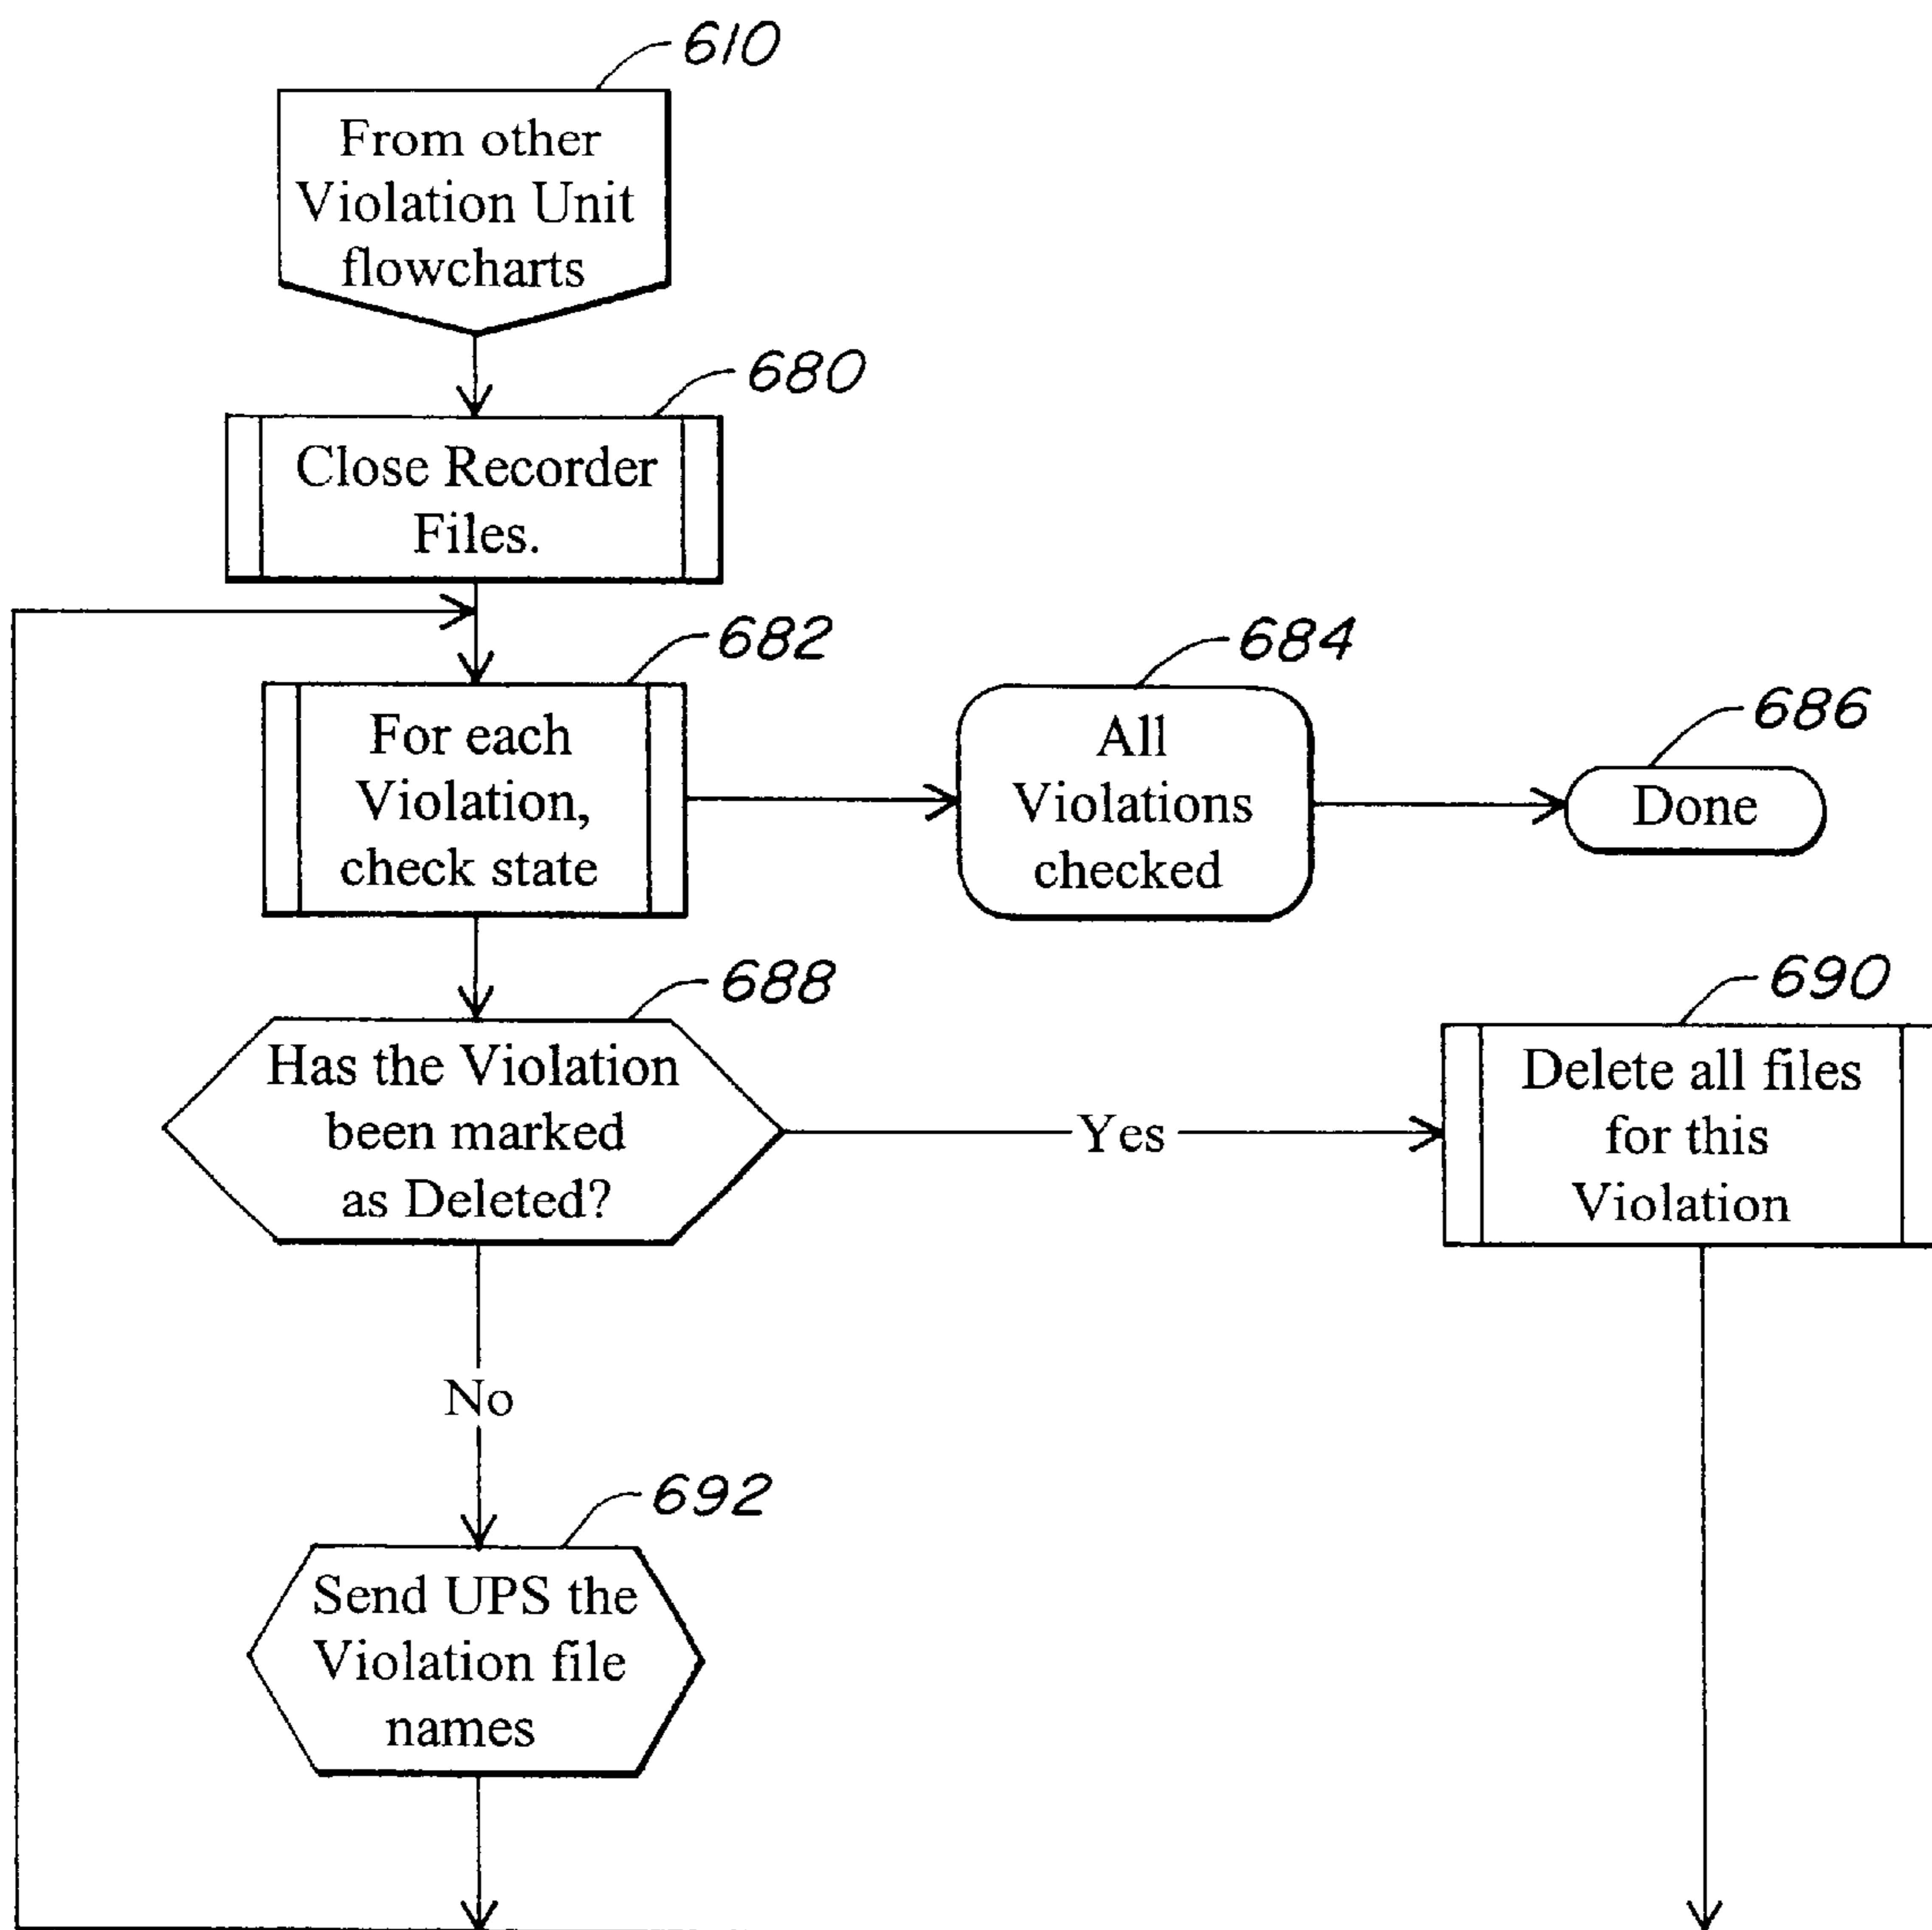 610
From other
Violation Unit
flowcharts
680
Close Recorder
Files.
682
For each
Violation,
check state
684
All
Violations
checked
686
Done
688
Has the Violation
been marked
as Deleted?
Yes
690
Delete all files
for this
Violation
No
692
Send UPS the
Violation file
names